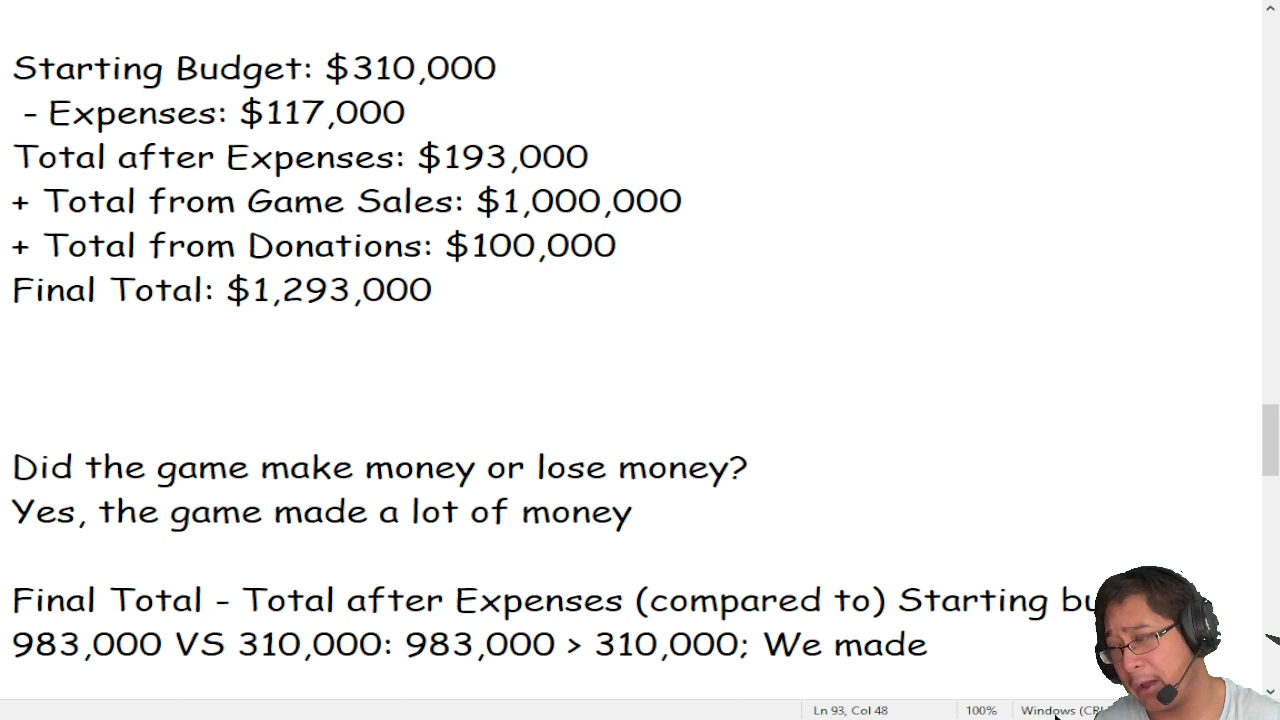 Starting Budget: $310,000
- Expenses: $117,000
Total after Expenses: $193,000
+ Total from Game Sales: $1,000,000
+ Total from Donations: $100,000
Final Total: $1,293,000
Did the game make money or lose money?
Yes, the game made a lot of money
Final Total - Total after Expenses (compared to) Starting
983,000 VS 310,000: 983,000 > 310,000; We made
Ln 93, Col 48 100% Windows